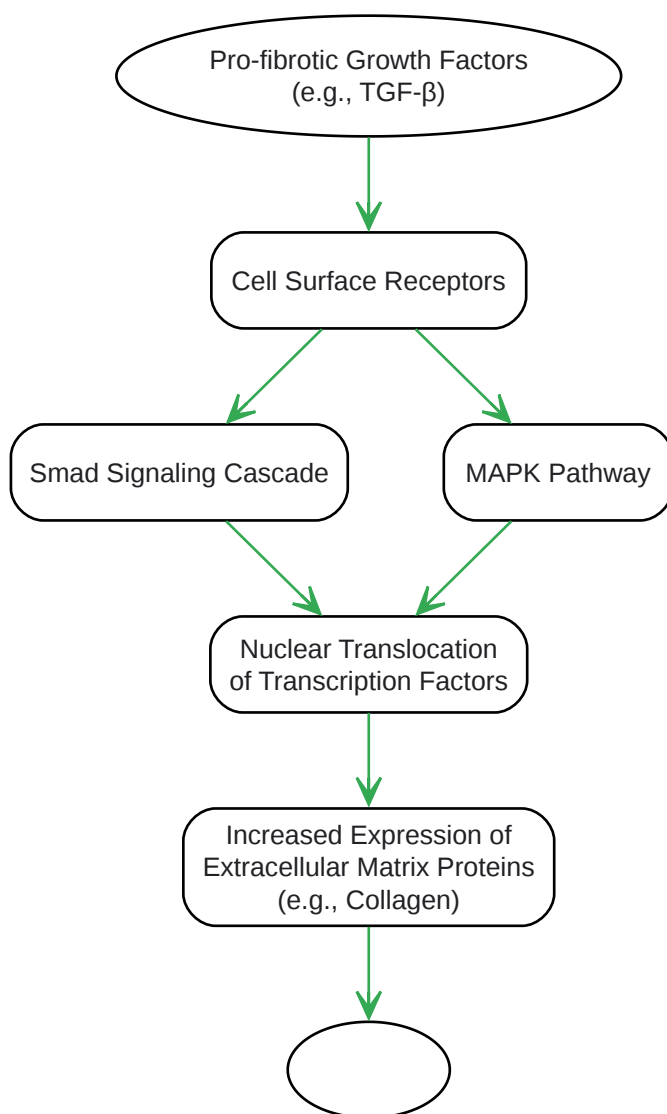 Pro-fibrotic Growth Factors
(e.g., TGF-β)
Cell Surface Receptors
Smad Signaling Cascade
MAPK Pathway
Nuclear Translocation
of Transcription Factors
Increased Expression of
Extracellular Matrix Proteins
(e.g., Collagen)